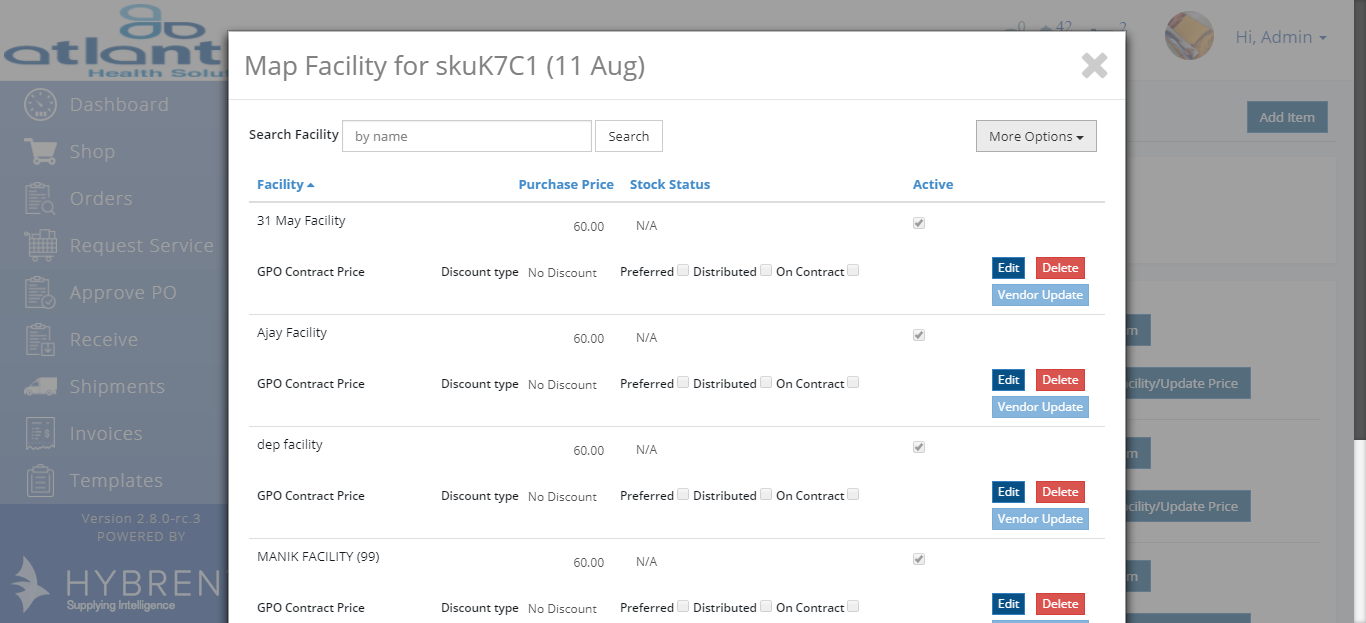 atlant
Health Solu
0 42 2
Hi, Admin
Map Facility for skuK7C1 (11 Aug)
Dashboard
Shop
Orders
Request Service
Approve PO
Receive
Shipments
Invoices
Templates
Version 2.8.0-rc.3
POWERED BY
HYBREN
Supplying Intelligence
Add Item
Search Facility by name Search More Options
Facility Purchase Price Stock Status Active
31 May Facility 60.00 N/A
GPO Contract Price Discount type No Discount Preferred Distributed On Contract Edit Delete
Vendor Update
Ajay Facility 60.00 N/A
GPO Contract Price Discount type No Discount Preferred Distributed On Contract Edit Delete
Vendor Update
dep facility 60.00 N/A
GPO Contract Price Discount type No Discount Preferred Distributed On Contract Edit Delete
Vendor Update
MANIK FACILITY (99) 60.00 N/A
GPO Contract Price Discount type No Discount Preferred Distributed On Contract Edit Delete
m
cility/Update Price
m
cility/Update Price
m